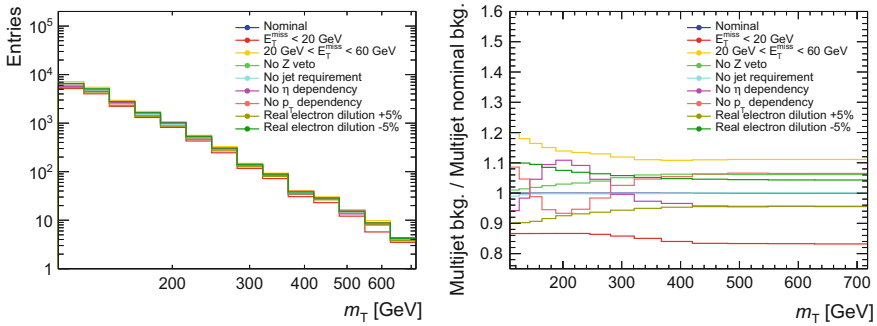 Entries
10⁵
10⁴
10³
10²
10
1
200 300 400 500 600
m_T [GeV]
Nominal
E_T^miss < 20 GeV
20 GeV < E_T^miss < 60 GeV
No Z veto
No jet requirement
No η dependency
No p_T dependency
Real electron dilution +5%
Real electron dilution -5%
Multijet bkg. / Multijet nominal bkg.
1.6
1.5
1.4
1.3
1.2
1.1
1
0.9
0.8
200 300 400 500 600 700
m_T [GeV]
Nominal
E_T^miss < 20 GeV
20 GeV < E_T^miss < 60 GeV
No Z veto
No jet requirement
No η dependency
No p_T dependency
Real electron dilution +5%
Real electron dilution -5%